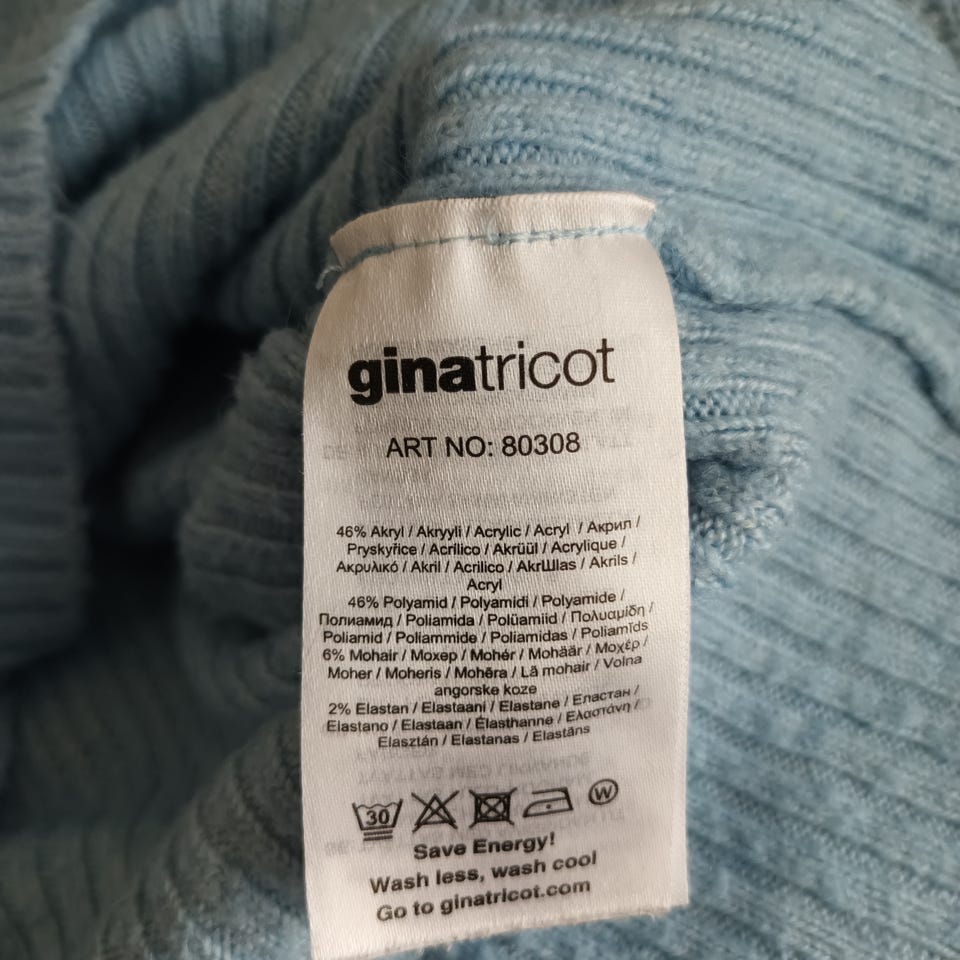 ginatricot
ART NO: 80308
46% Akryl / Akryyli / Acrylic / Acryl / Акрил /
Pryskyřice / Acrílico / Akrüül / Acrylique /
Ακρυλικό / Akril / Acrilico / AkrШlas / Akrils /
Acryl
46% Polyamid / Polyamidi / Polyamide /
Полиамид / Poliamida / Polüamiid / Πολυαμίδη /
Poliamid / Poliammide / Poliamidas / Poliamīds
6% Mohair / Мохер / Mohér / Mohäär / Μοχέρ /
Moher / Moheris / Mohēra / Lã mohair / Volna
angorske koze
2% Elastan / Elastaani / Elastane / Еластан /
Elastano / Elastaan / Élasthanne / Ελαστάνη /
Elasztán / Elastanas / Elastāns
30
W
Save Energy!
Wash less, wash cool
Go to ginatricot.com